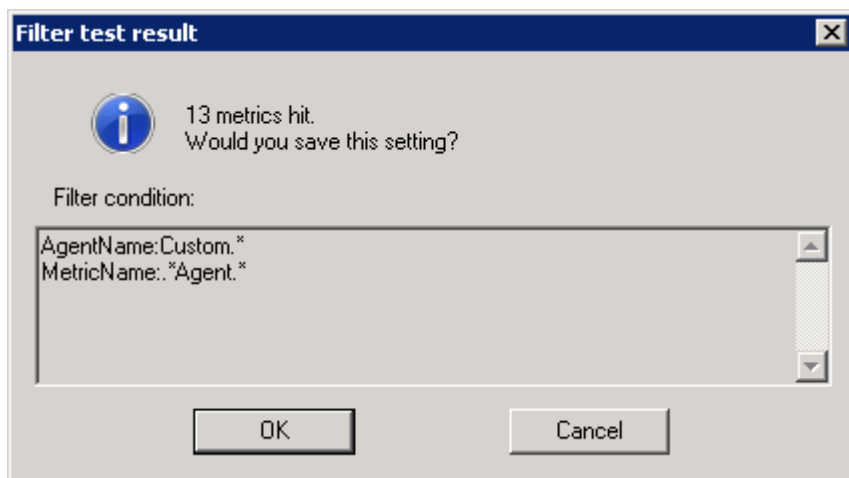 Filter test result
13 metrics hit.
Would you save this setting?
Filter condition:
AgentName:Custom.*
MetricName:.*Agent.*
OK
Cancel